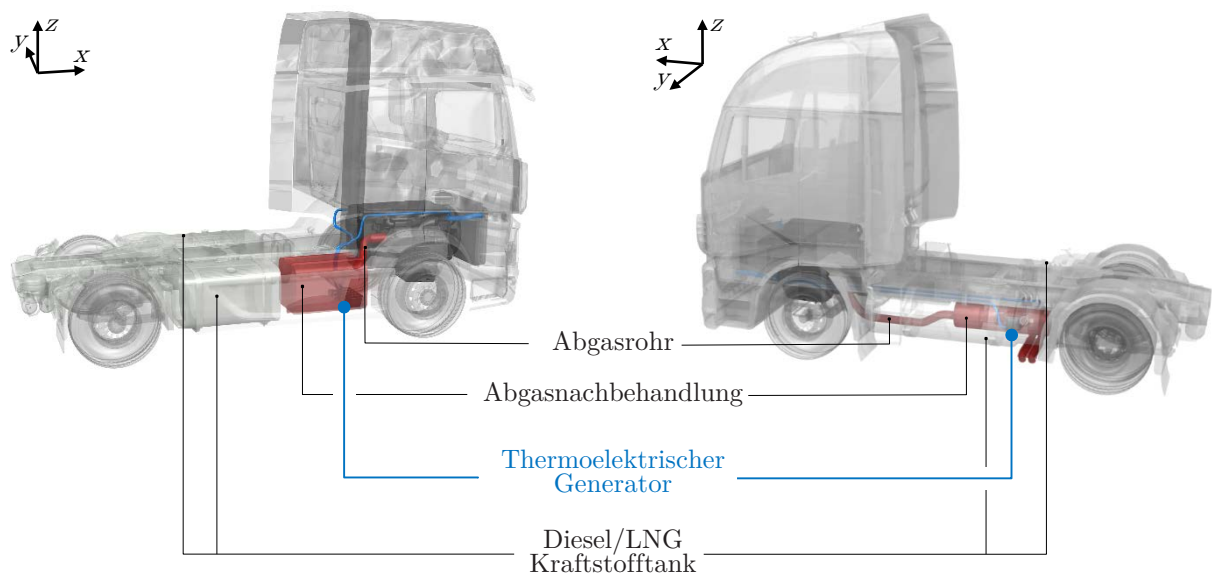 z
y
x
z
x
y
Abgasrohr
Abgasnachbehandlung
Thermoelektrischer
Generator
Diesel/LNG
Kraftstofftank